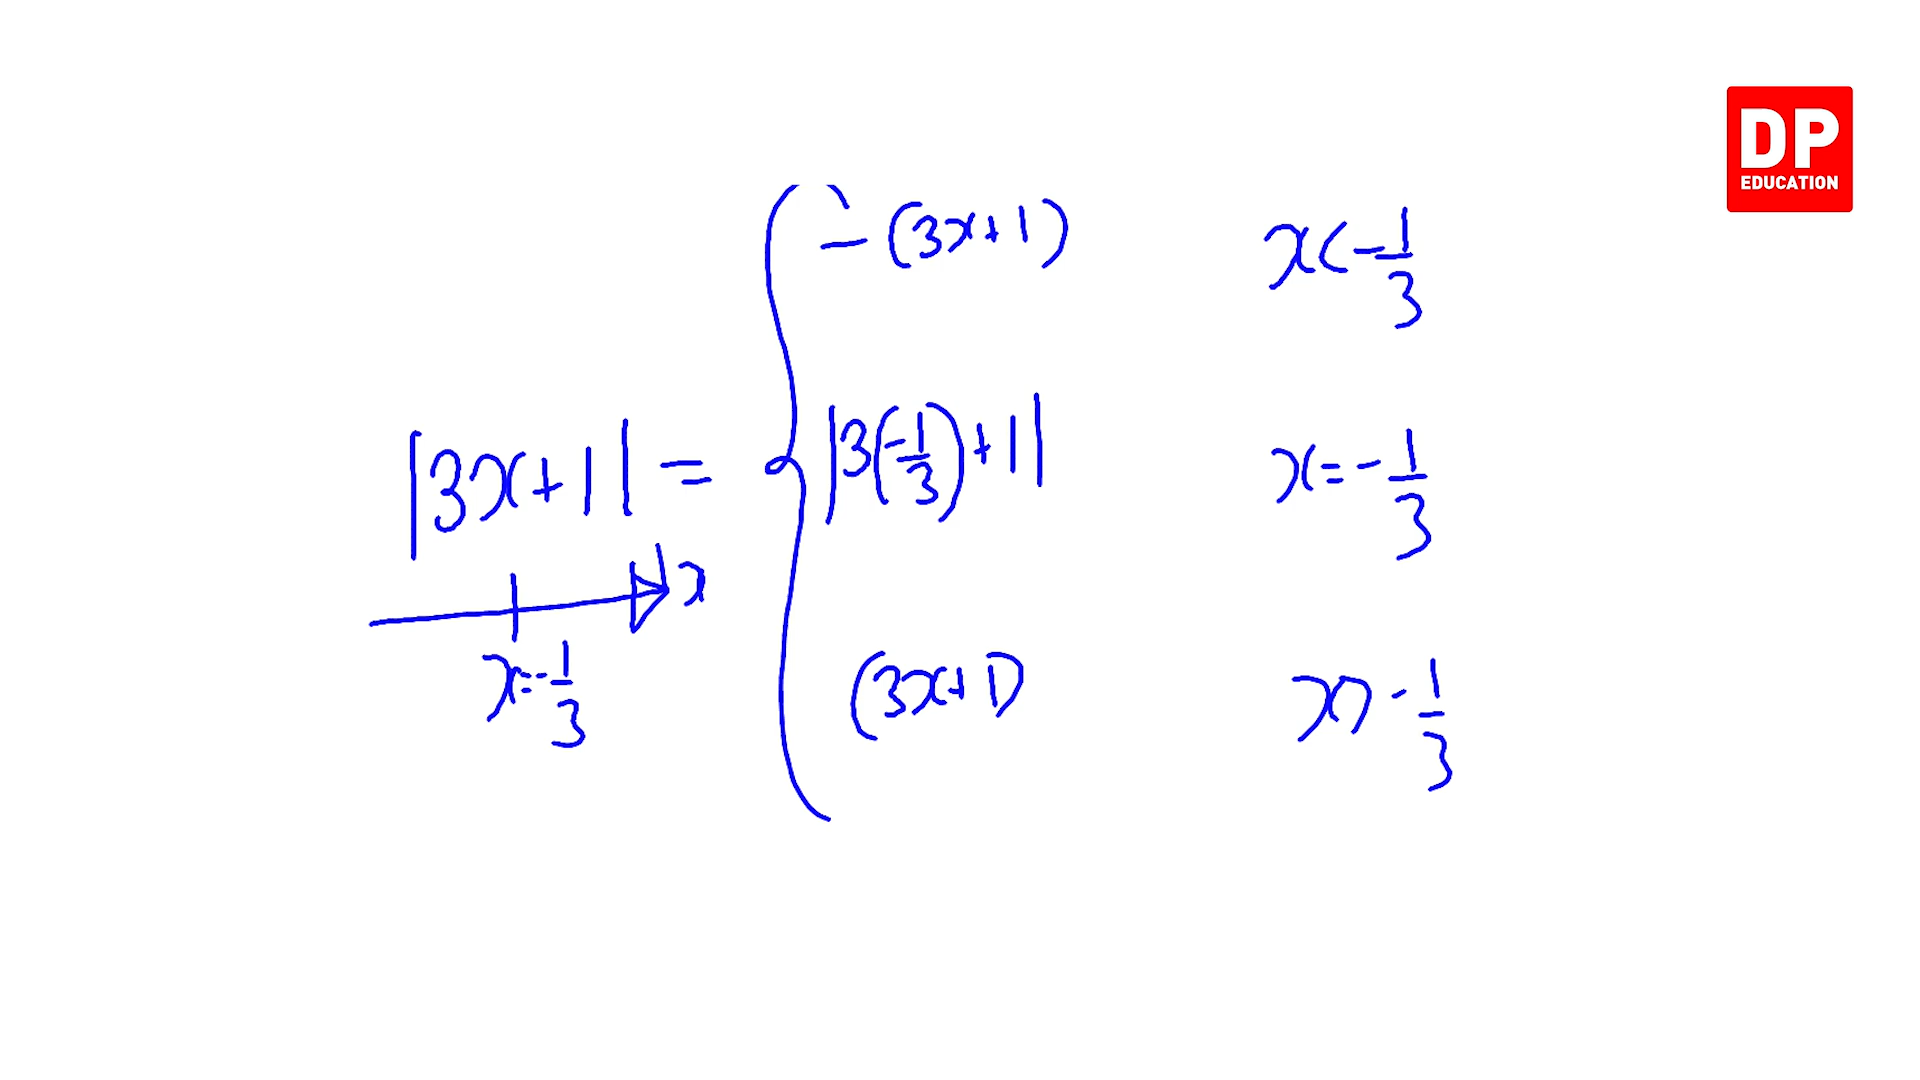 DP
EDUCATION
-(3x+1) x<-1/3
|3x+1| = |3(-1/3)+1| x=-1/3
x
x=-1/3
(3x+1) x>-1/3